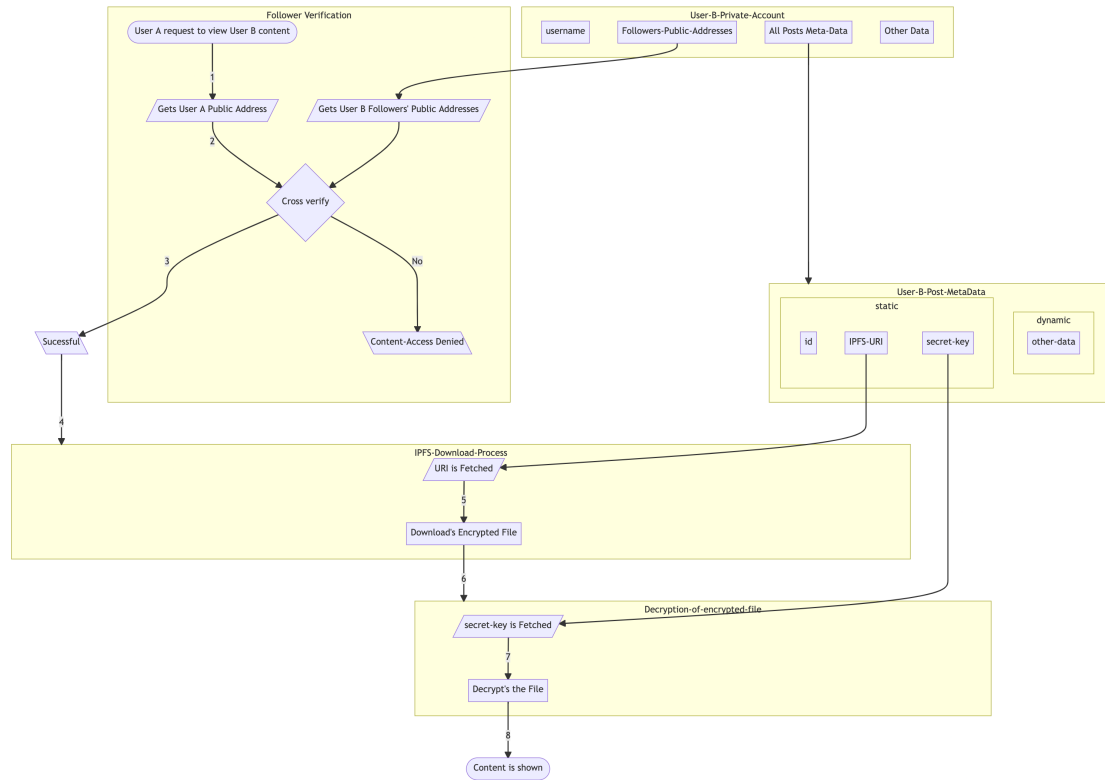 Follower Verification
User-B-Private-Account
User A request to view User B content
username
Followers-Public-Addresses
All Posts Meta-Data
Other Data
1
Gets User A Public Address
Gets User B Followers' Public Addresses
2
Cross verify
3
No
User-B-Post-MetaData
static
dynamic
Sucessful
Content-Access Denied
id
IPFS-URI
secret-key
other-data
4
IPFS-Download-Process
URI is Fetched
5
Download's Encrypted File
6
Decryption-of-encrypted-file
secret-key is Fetched
7
Decrypt's the File
8
Content is shown